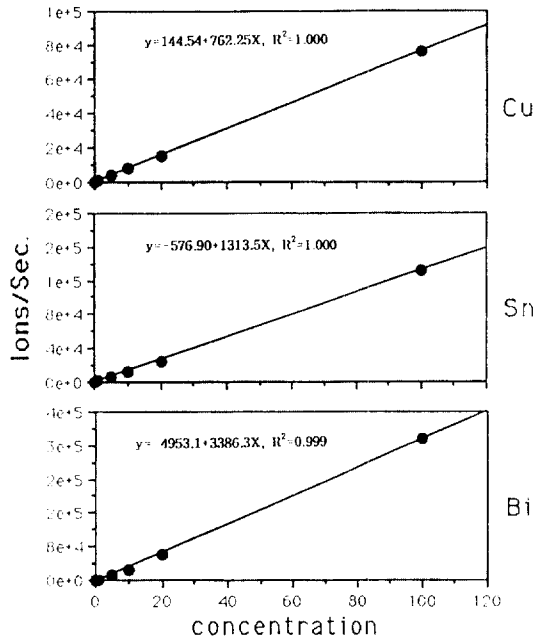 1e+5
8e+4
6e+4
4e+4
2e+4
0e+0
y=144.54+762.25X, R²=1.000
Cu
2e+5
2e+5
1e+5
8e+4
4e+4
0e+0
y=-576.90+1313.5X, R²=1.000
Sn
Ions/Sec.
4e+5
3e+5
2e+5
2e+5
8e+4
0e+0
y= 4953.1+3386.3X, R²=0.999
Bi
0 20 40 60 80 100 120
concentration